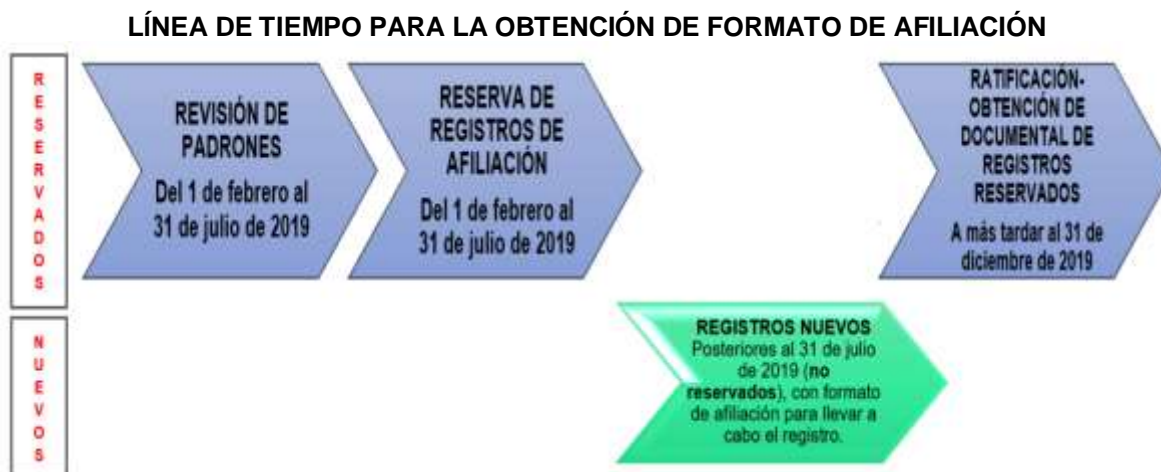 LÍNEA DE TIEMPO PARA LA OBTENCIÓN DE FORMATO DE AFILIACIÓN
RESERVADOS
REVISIÓN DE
PADRONES
Del 1 de febrero al
31 de julio de 2019
RESERVA DE
REGISTROS DE
AFILIACIÓN
Del 1 de febrero al
31 de julio de 2019
RATIFICACIÓN-
OBTENCIÓN DE
DOCUMENTAL DE
REGISTROS
RESERVADOS
A más tardar al 31 de
diciembre de 2019
NUEVOS
REGISTROS NUEVOS
Posteriores al 31 de julio
de 2019 (no
reservados), con formato
de afiliación para llevar a
cabo el registro.